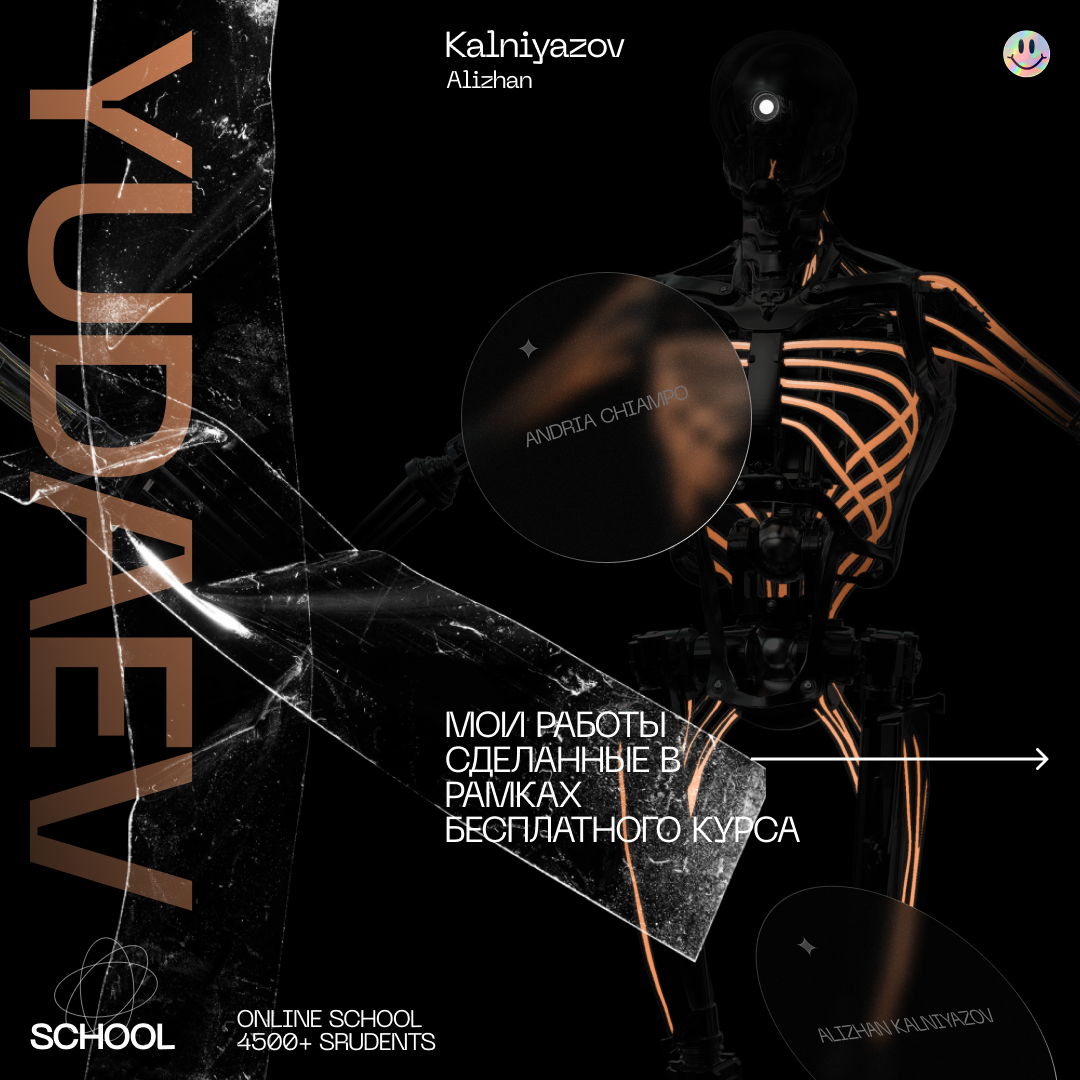 YUDAEV
Kalniyazov
Alizhan
ANDRIA CHIAMPO
МОИ РАБОТЫ
СДЕЛАННЫЕ В
РАМКАХ
БЕСПЛАТНОГО КУРСА
ALIZHAN KALNIYAZOV
SCHOOL
ONLINE SCHOOL
4500+ SRUDENTS